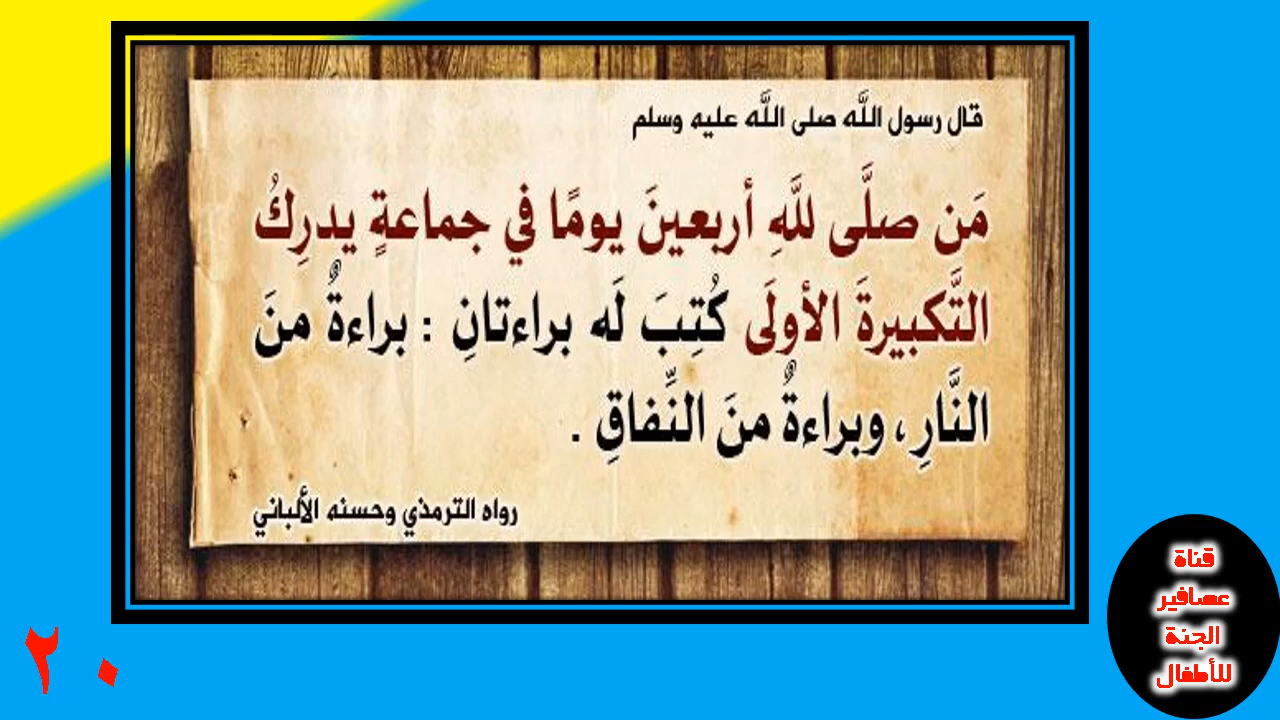 قال رسول اللَّه صلى اللَّه عليه وسلم
مَن صلَّى للَّهِ أربعينَ يومًا في جماعةٍ يدرِكُ
التَّكبيرةَ الأولَى كُتِبَ لَه براءتانِ : براءةٌ منَ
النَّارِ ، وبراءةٌ منَ النِّفاقِ .
رواه الترمذي وحسنه الألباني
قناة
عصافير
الجنة
للأطفال
٢٠